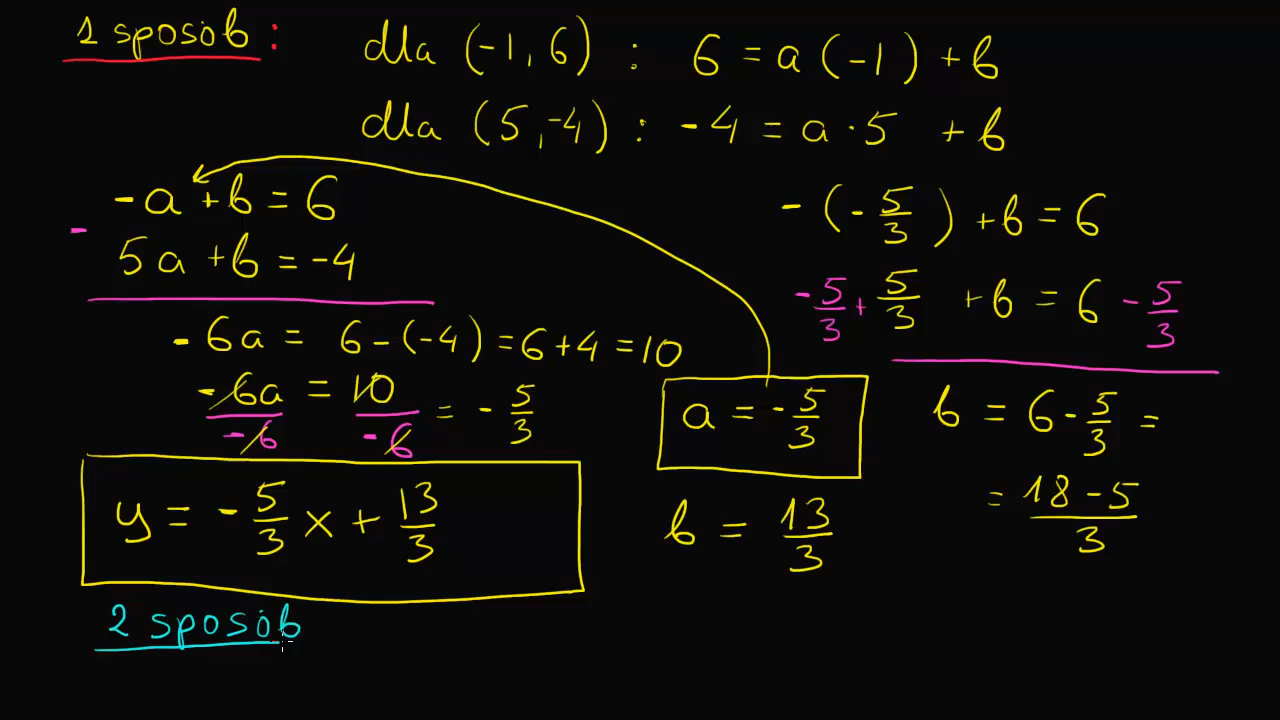 1 sposób:
dla (-1, 6) : 6 = a(-1) + b
dla (5, -4) : -4 = a · 5 + b
-a + b = 6
- 5a + b = -4
-6a = 6 - (-4) = 6 + 4 = 10
-6a/-6 = 10/-6 = -5/3
a = -5/3
-(-5/3) + b = 6
-5/3 + 5/3 + b = 6 - 5/3
b = 6 - 5/3 =
= 18 - 5/3
b = 13/3
y = -5/3 x + 13/3
2 sposób